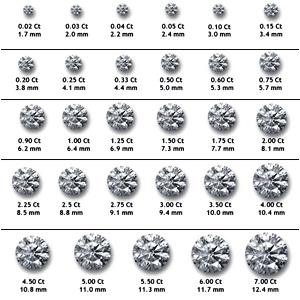 0.02 Ct 0.03 Ct 0.04 Ct 0.05 Ct 0.10 Ct 0.15 Ct
1.7 mm 2.0 mm 2.2 mm 2.4 mm 3.0 mm 3.4 mm
0.20 Ct 0.25 Ct 0.33 Ct 0.50 Ct 0.60 Ct 0.75 Ct
3.8 mm 4.1 mm 4.4 mm 5.0 mm 5.3 mm 5.7 mm
0.90 Ct 1.00 Ct 1.25 Ct 1.50 Ct 1.75 Ct 2.00 Ct
6.2 mm 6.4 mm 6.9 mm 7.3 mm 7.7 mm 8.1 mm
2.25 Ct 2.5 Ct 2.75 Ct 3.00 Ct 3.50 Ct 4.00 Ct
8.5 mm 8.8 mm 9.1 mm 9.4 mm 10.0 mm 10.4 mm
4.50 Ct 5.00 Ct 5.50 Ct 6.00 Ct 7.00 Ct
10.8 mm 11.0 mm 11.3 mm 11.7 mm 12.4 mm